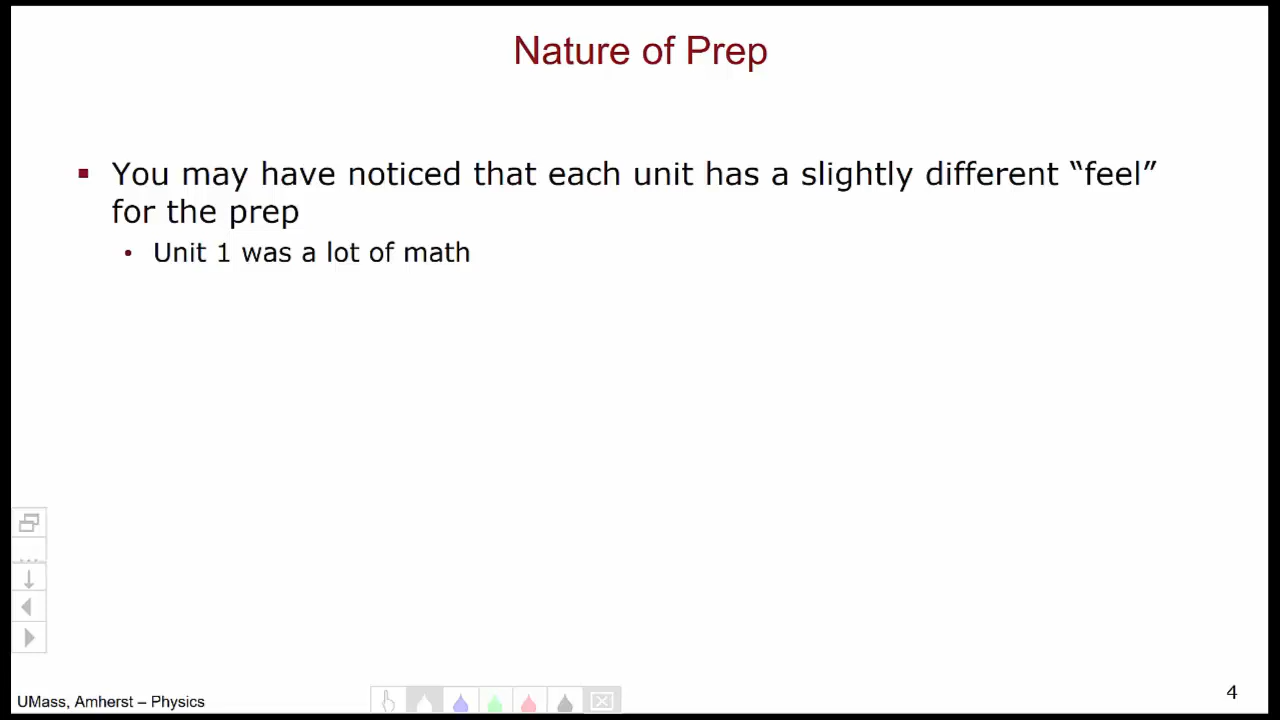 Nature of Prep
You may have noticed that each unit has a slightly different “feel”
for the prep
Unit 1 was a lot of math
UMass, Amherst – Physics
4